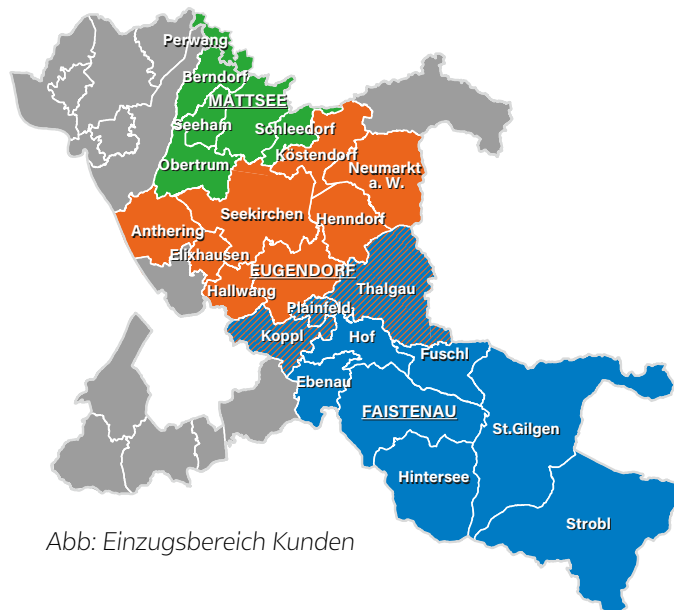 Perwang
Berndorf
MATTSEE
Seeham
Schleedorf
Obertrum
Köstendorf
Neumarkt
a. W.
Seekirchen
Henndorf
Anthering
Elixhausen
EUGENDORF
Hallwang
Thalgau
Plainfeld
Koppl
Hof
Fuschl
Ebenau
FAISTENAU
St.Gilgen
Hintersee
Strobl
Abb: Einzugsbereich Kunden